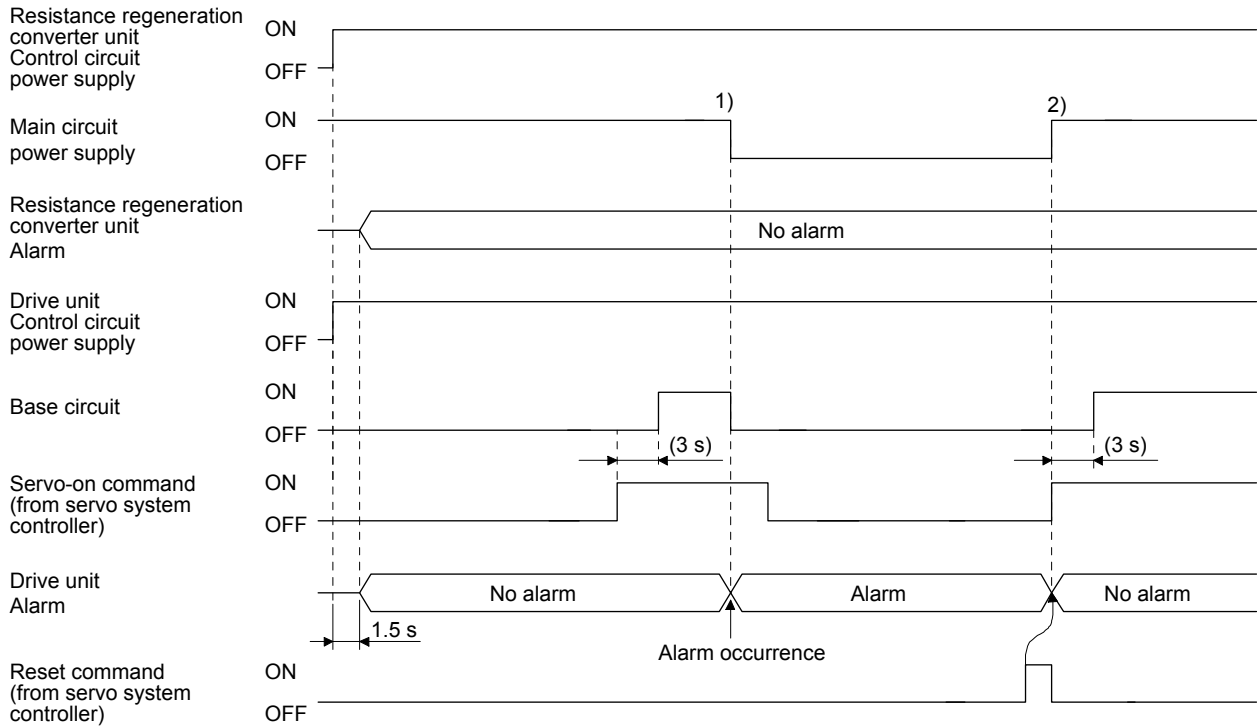 Resistance regeneration
converter unit
Control circuit
power supply
ON
OFF
Main circuit
power supply
ON
OFF
1)
2)
Resistance regeneration
converter unit
Alarm
No alarm
Drive unit
Control circuit
power supply
ON
OFF
Base circuit
ON
OFF
(3 s)
(3 s)
Servo-on command
(from servo system
controller)
ON
OFF
Drive unit
Alarm
No alarm
Alarm
No alarm
1.5 s
Alarm occurrence
Reset command
(from servo system
controller)
ON
OFF